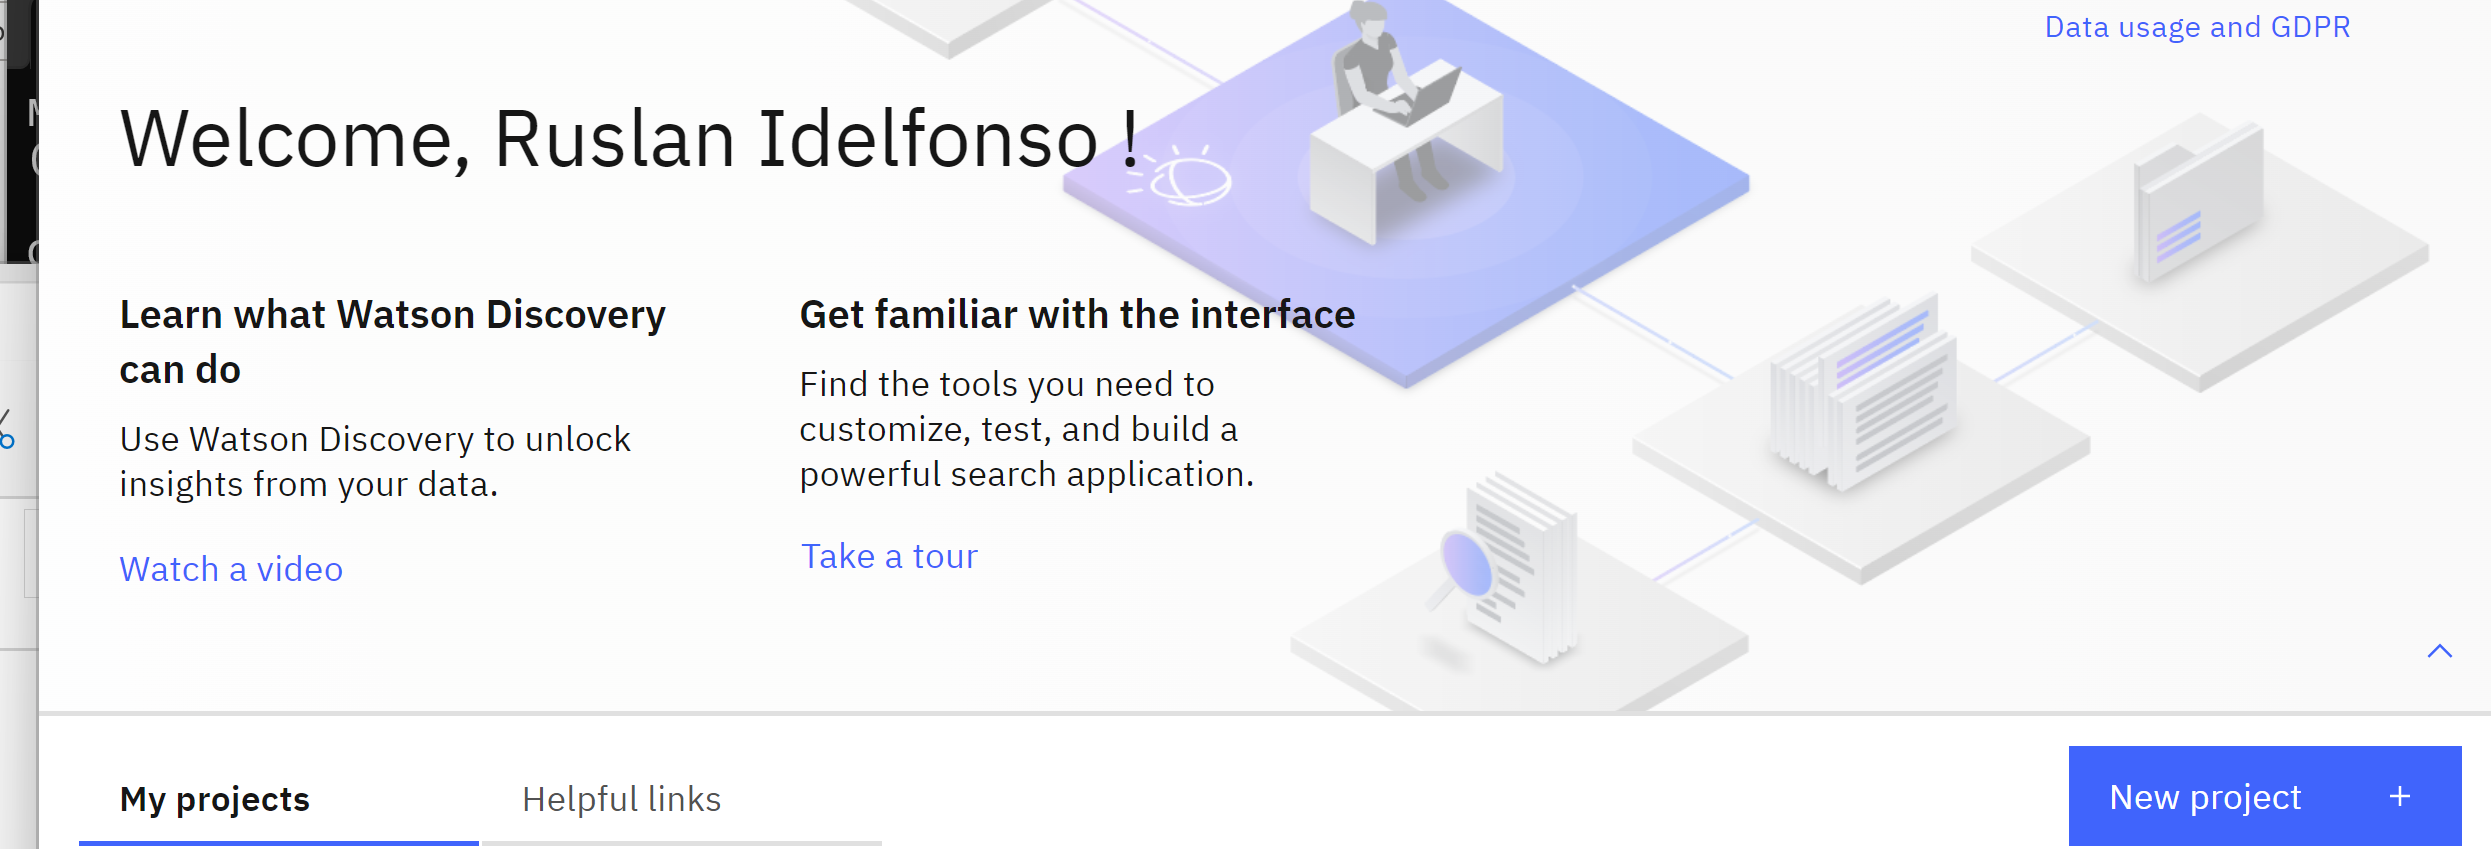 Data usage and GDPR
Welcome, Ruslan Idelfonso !
Learn what Watson Discovery
can do
Use Watson Discovery to unlock
insights from your data.
Watch a video
Get familiar with the interface
Find the tools you need to
customize, test, and build a
powerful search application.
Take a tour
My projects
Helpful links
New project +